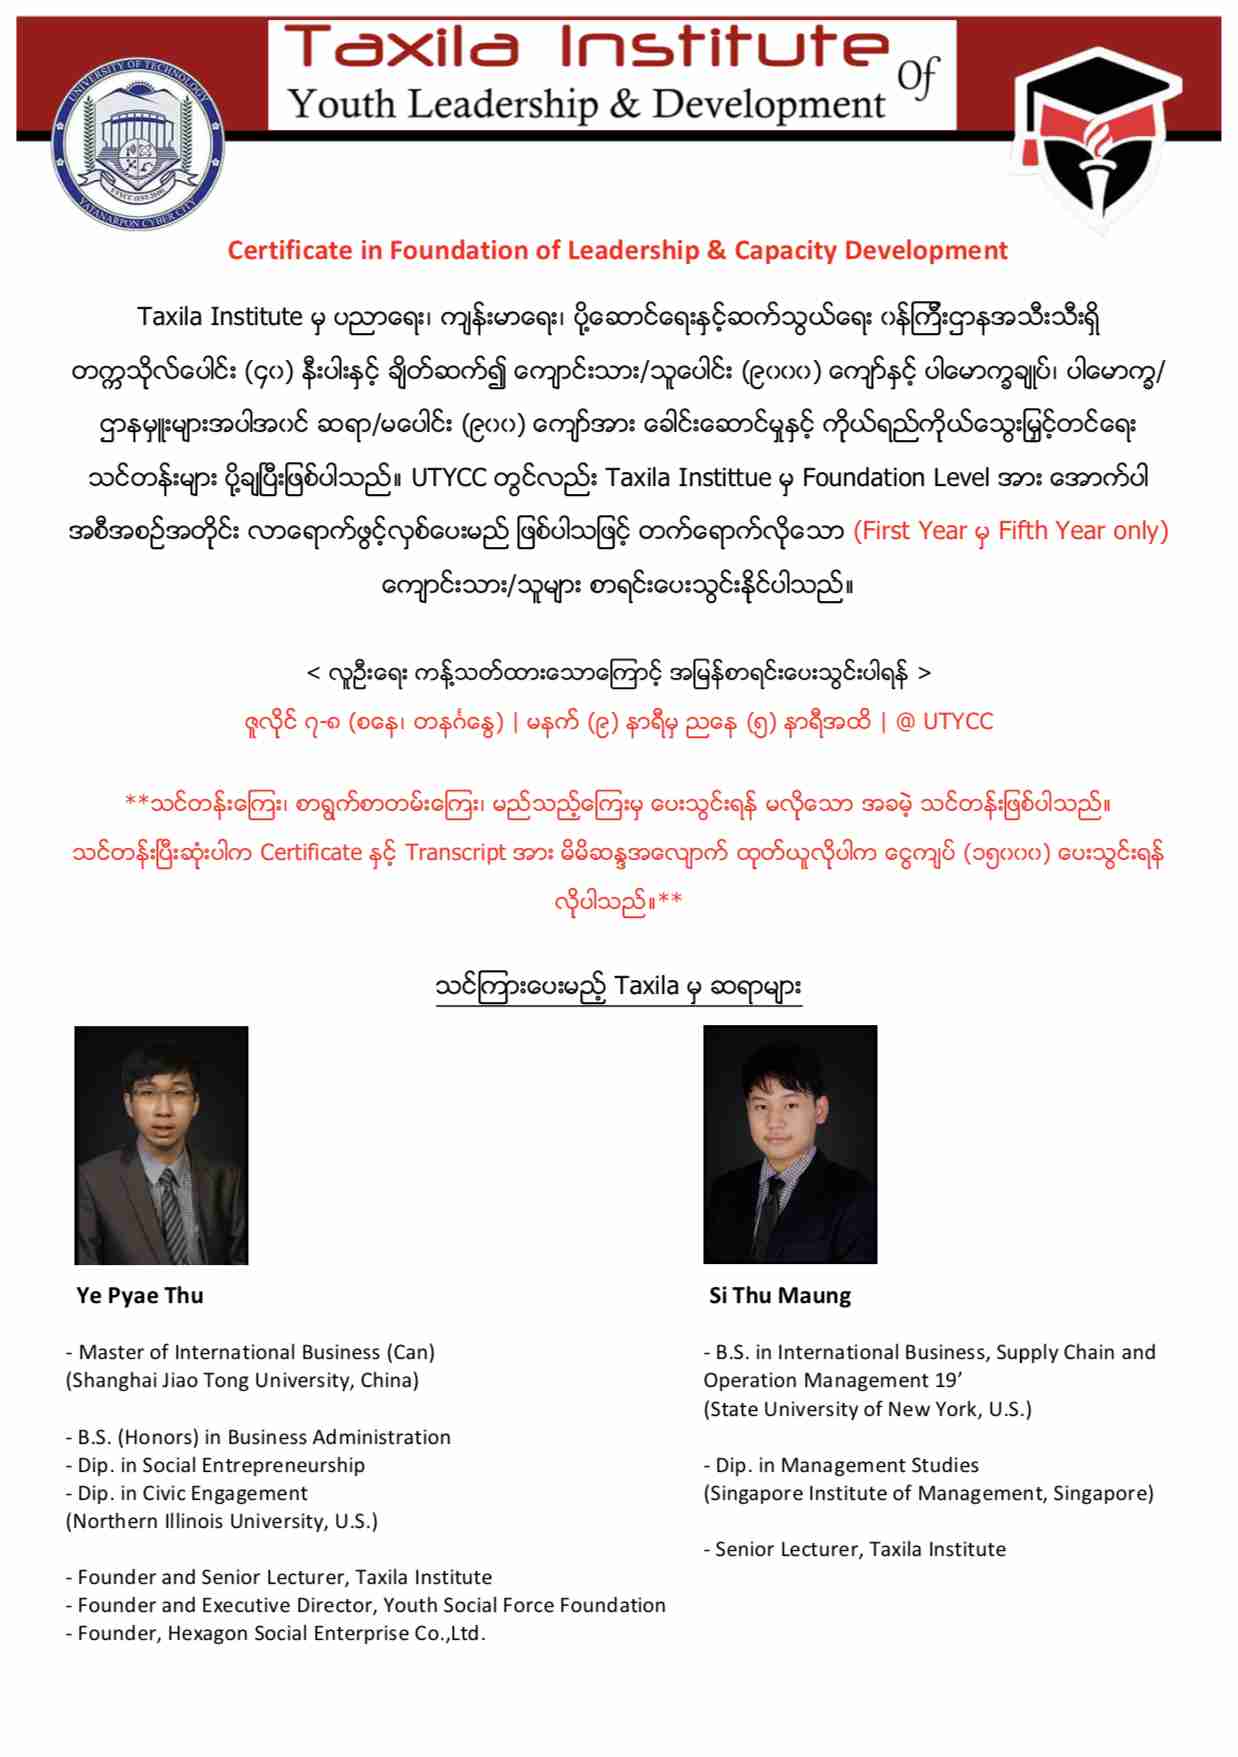 Taxila Institute
Of
Youth Leadership & Development
UNIVERSITY OF TECHNOLOGY
YATANARPON CYBER CITY
Certificate in Foundation of Leadership & Capacity Development
Taxila Institute မှ ပညာရေး၊ ကျန်းမာရေး၊ ပို့ဆောင်ရေးနှင့်ဆက်သွယ်ရေး ဝန်ကြီးဌာနအသီးသီးရှိ
တက္ကသိုလ်ပေါင်း (၄၀) နီးပါးနှင့် ချိတ်ဆက်၍ ကျောင်းသား/သူပေါင်း (၉၀၀၀) ကျော်နှင့် ပါမောက္ခချုပ်၊ ပါမောက္ခ/
ဌာနမှူးများအပါအဝင် ဆရာ/မပေါင်း (၉၀၀) ကျော်အား ခေါင်းဆောင်မှုနှင့် ကိုယ်ရည်ကိုယ်သွေးမြှင့်တင်ရေး
သင်တန်းများ ပို့ချပြီးဖြစ်ပါသည်။ UTYCC တွင်လည်း Taxila Instittue မှ Foundation Level အား အောက်ပါ
အစီအစဉ်အတိုင်း လာရောက်ဖွင့်လှစ်ပေးမည် ဖြစ်ပါသဖြင့် တက်ရောက်လိုသော (First Year မှ Fifth Year only)
ကျောင်းသား/သူများ စာရင်းပေးသွင်းနိုင်ပါသည်။
< လူဦးရေး ကန့်သတ်ထားသောကြောင့် အမြန်စာရင်းပေးသွင်းပါရန် >
ဇူလိုင် ၇-၈ (စနေ၊ တနင်္ဂနွေ) | မနက် (၉) နာရီမှ ညနေ (၅) နာရီအထိ | @ UTYCC
**သင်တန်းကြေး၊ စာရွက်စာတမ်းကြေး၊ မည်သည့်ကြေးမှ ပေးသွင်းရန် မလိုသော အခမဲ့ သင်တန်းဖြစ်ပါသည်။
သင်တန်းပြီးဆုံးပါက Certificate နှင့် Transcript အား မိမိဆန္ဒအလျောက် ထုတ်ယူလိုပါက ငွေကျပ် (၁၅၀၀၀) ပေးသွင်းရန်
လိုပါသည်။**
သင်ကြားပေးမည့် Taxila မှ ဆရာများ
Ye Pyae Thu
- Master of International Business (Can)
(Shanghai Jiao Tong University, China)
- B.S. (Honors) in Business Administration
- Dip. in Social Entrepreneurship
- Dip. in Civic Engagement
(Northern Illinois University, U.S.)
- Founder and Senior Lecturer, Taxila Institute
- Founder and Executive Director, Youth Social Force Foundation
- Founder, Hexagon Social Enterprise Co.,Ltd.
Si Thu Maung
- B.S. in International Business, Supply Chain and
Operation Management 19’
(State University of New York, U.S.)
- Dip. in Management Studies
(Singapore Institute of Management, Singapore)
- Senior Lecturer, Taxila Institute